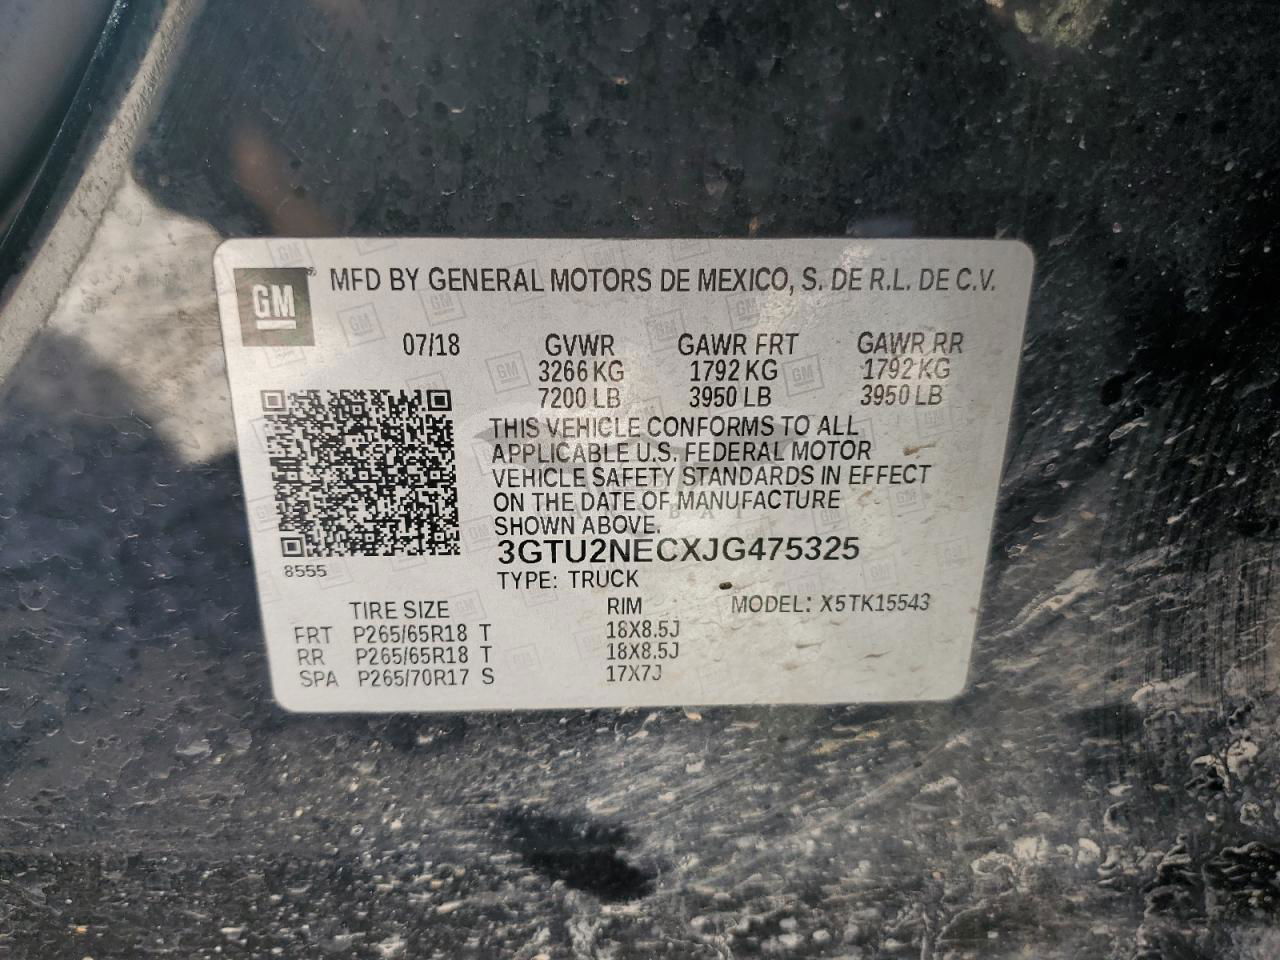 GM
MFD BY GENERAL MOTORS DE MEXICO, S. DE R.L. DE C.V.
07/18 GVWR GAWR FRT GAWR RR
3266 KG 1792 KG 1792 KG
7200 LB 3950 LB 3950 LB
THIS VEHICLE CONFORMS TO ALL
APPLICABLE U.S. FEDERAL MOTOR
VEHICLE SAFETY STANDARDS IN EFFECT
ON THE DATE OF MANUFACTURE
SHOWN ABOVE.
3GTU2NECXJG475325
8555
TYPE: TRUCK
TIRE SIZE RIM MODEL: X5TK15543
FRT P265/65R18 T 18X8.5J
RR P265/65R18 T 18X8.5J
SPA P265/70R17 S 17X7J